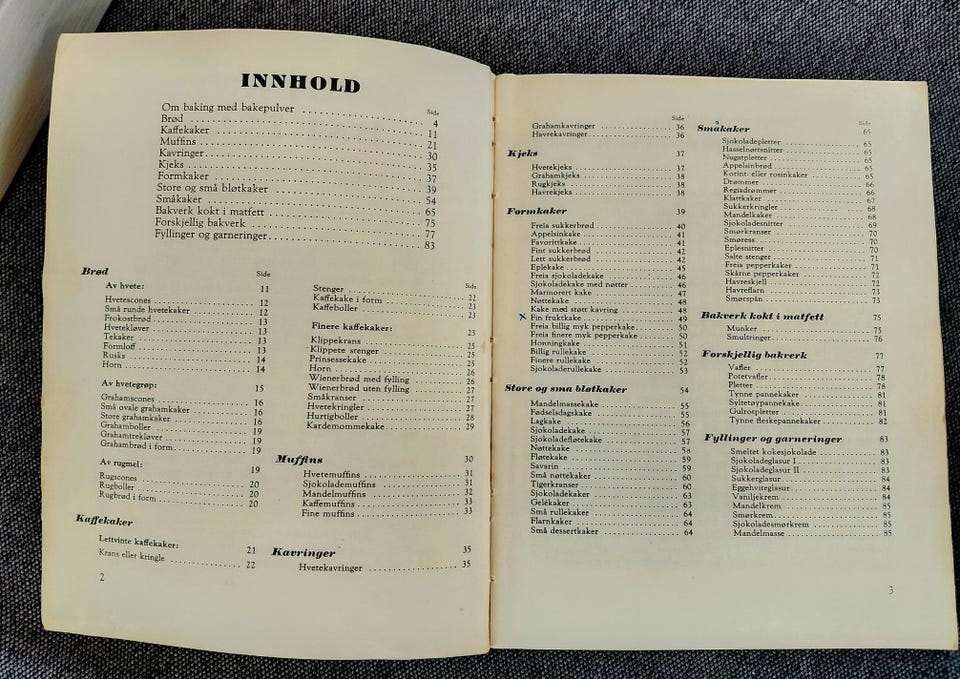 INNHOLD
Side
Om baking med bakepulver .... 4
Brød .... 11
Kaffekaker .... 21
Muffins .... 30
Kavringer .... 35
Kjeks .... 37
Formkaker .... 39
Store og små bløtkaker .... 54
Småkaker .... 65
Bakverk kokt i matfett .... 75
Forskjellig bakverk .... 77
Fyllinger og garneringer .... 83
Brød Side
Av hvete: 11
Hvetescones .... 12
Små runde hvetekaker .... 12
Frokostbrød .... 13
Hvetekløver .... 13
Tekaker .... 13
Formloff .... 13
Rusks .... 14
Horn .... 14
Av hvetegrøp: 15
Grahamscones .... 16
Små ovale grahamkaker .... 16
Store grahamkaker .... 16
Grahamboller .... 19
Grahamtrekløver .... 19
Grahambrød i form .... 19
Av rugmel: 19
Rugscones .... 20
Rugboller .... 20
Rugbrød i form .... 20
Kaffekaker
Lettvinte kaffekaker: 21
Krans eller kringle .... 22
2
Side
Stenger .... 22
Kaffekake i form .... 23
Kaffeboller .... 23
Finere kaffekaker: 23
Klippekrans .... 25
Klippete stenger .... 25
Prinsessekake .... 25
Horn .... 26
Wienerbrød med fylling .... 26
Wienerbrød uten fylling .... 27
Småkranser .... 27
Hvetekringler .... 27
Hurtigboller .... 28
Kardemommekake .... 29
Muffins 30
Hvetemuffins .... 31
Sjokolademuffins .... 31
Mandelmuffins .... 32
Kaffemuffins .... 33
Fine muffins .... 33
Kavringer 35
Hvetekavringer .... 35
Side
Grahamkavringer .... 36
Havrekavringer .... 36
Kjeks 37
Hvetekjeks .... 37
Grahamkjeks .... 38
Rugkjeks .... 38
Havrekjeks .... 38
Formkaker 39
Freia sukkerbrød .... 40
Appelsinkake .... 41
Favorittkake .... 41
Fint sukkerbrød .... 42
Lett sukkerbrød .... 42
Eplekake .... 45
Freia sjokoladekake .... 46
Sjokoladekake med nøtter .... 46
Marmorert kake .... 47
Nøttekake .... 48
Kake med støtt kavring .... 48
x Fin fruktkake .... 49
Freia billig myk pepperkake .... 50
Freia finere myk pepperkake .... 50
Honningkake .... 51
Billig rullekake .... 52
Finere rullekake .... 52
Sjokoladerullekake .... 53
Store og små bløtkaker 54
Mandelmassekake .... 55
Fødselsdagskake .... 55
Lagkake .... 56
Sjokoladekake .... 57
Sjokoladefløtekake .... 57
Nøttekake .... 58
Fløtekake .... 59
Savarin .... 59
Små nøttekaker .... 60
Tigerkranser .... 60
Sjokoladekaker .... 63
Gelékaker .... 63
Små rullekaker .... 64
Flarnkaker .... 64
Små dessertkaker .... 64
Side
Småkaker 65
Sjokoladepletter .... 65
Hasselnøttsnitter .... 65
Nugatpletter .... 65
Appelsinbrød .... 65
Korint- eller rosinkaker .... 65
Drømmer .... 66
Regiadrømmer .... 66
Klattkaker .... 67
Sukkerkringler .... 68
Mandelkaker .... 68
Sjokoladesnitter .... 69
Smørkranser .... 70
Smøress .... 70
Eplesnitter .... 70
Salte stenger .... 71
Freia pepperkaker .... 71
Skårne pepperkaker .... 72
Havreskjell .... 72
Havreflarn .... 73
Smørspån .... 73
Bakverk kokt i matfett 75
Munker .... 75
Smultringer .... 76
Forskjellig bakverk 77
Vafler .... 77
Potetvafler .... 78
Pletter .... 78
Tynne pannekaker .... 81
Syltetøypannekake .... 81
Gulrotpletter .... 81
Tynne fleskepannekaker .... 82
Fyllinger og garneringer 83
Smeltet kokesjokolade .... 83
Sjokoladeglasur I .... 83
Sjokoladeglasur II .... 83
Sukkerglasur .... 84
Eggehviteglasur .... 84
Vaniljekrem .... 84
Mandelkrem .... 85
Smørkrem .... 85
Sjokoladesmørkrem .... 85
Mandelmasse .... 85
3